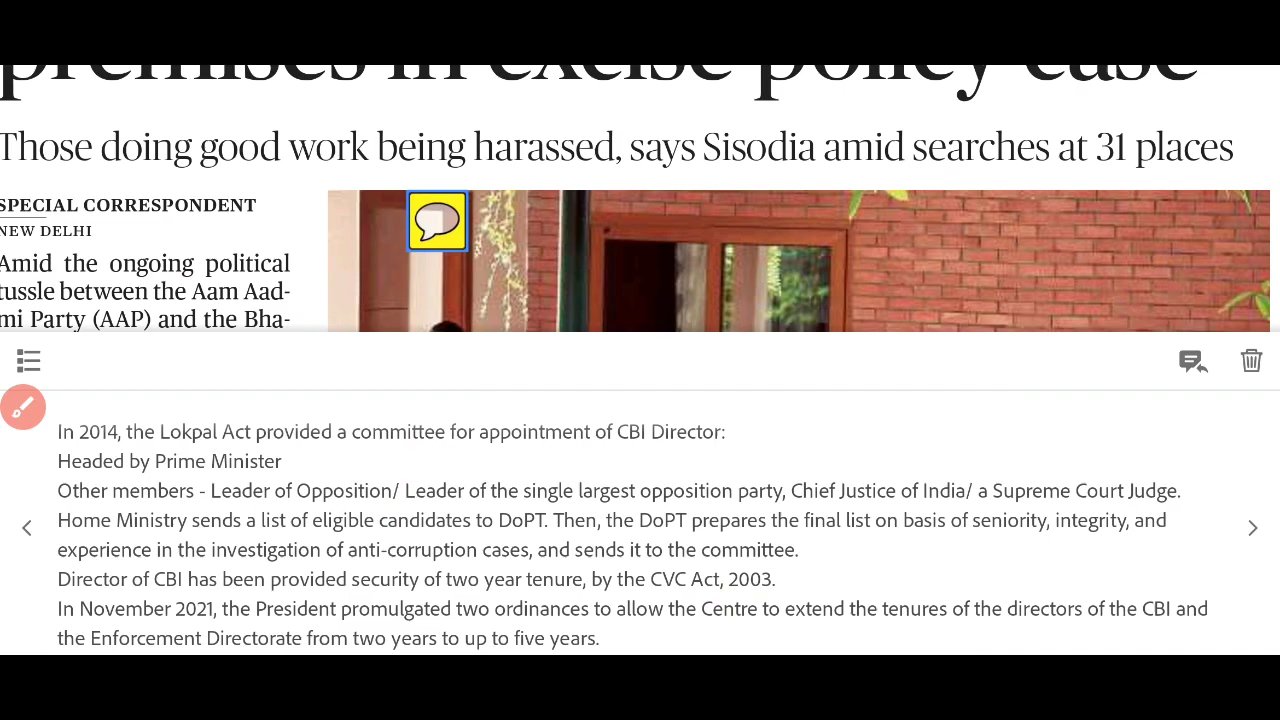 premises in excise policy case
Those doing good work being harassed, says Sisodia amid searches at 31 places
SPECIAL CORRESPONDENT
NEW DELHI
Amid the ongoing political
tussle between the Aam Aad-
mi Party (AAP) and the Bha-
In 2014, the Lokpal Act provided a committee for appointment of CBI Director:
Headed by Prime Minister
Other members - Leader of Opposition/ Leader of the single largest opposition party, Chief Justice of India/ a Supreme Court Judge.
Home Ministry sends a list of eligible candidates to DoPT. Then, the DoPT prepares the final list on basis of seniority, integrity, and
experience in the investigation of anti-corruption cases, and sends it to the committee.
Director of CBI has been provided security of two year tenure, by the CVC Act, 2003.
In November 2021, the President promulgated two ordinances to allow the Centre to extend the tenures of the directors of the CBI and
the Enforcement Directorate from two years to up to five years.